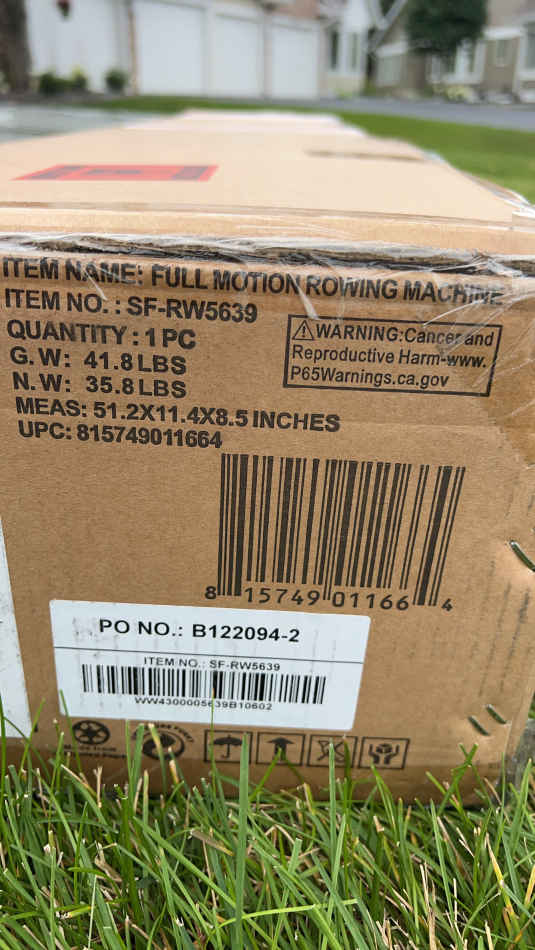 ITEM NAME: FULL MOTION ROWING MACHINE
ITEM NO. : SF-RW5639
QUANTITY : 1 PC
G.W: 41.8 LBS
N.W: 35.8 LBS
MEAS: 51.2X11.4X8.5 INCHES
UPC: 815749011664
WARNING:Cancer and
Reproductive Harm-www.
P65Warnings.ca.gov
8 15749 01166 4
PO NO.: B122094-2
ITEM NO.: SF-RW5639
WW4300005639B10602